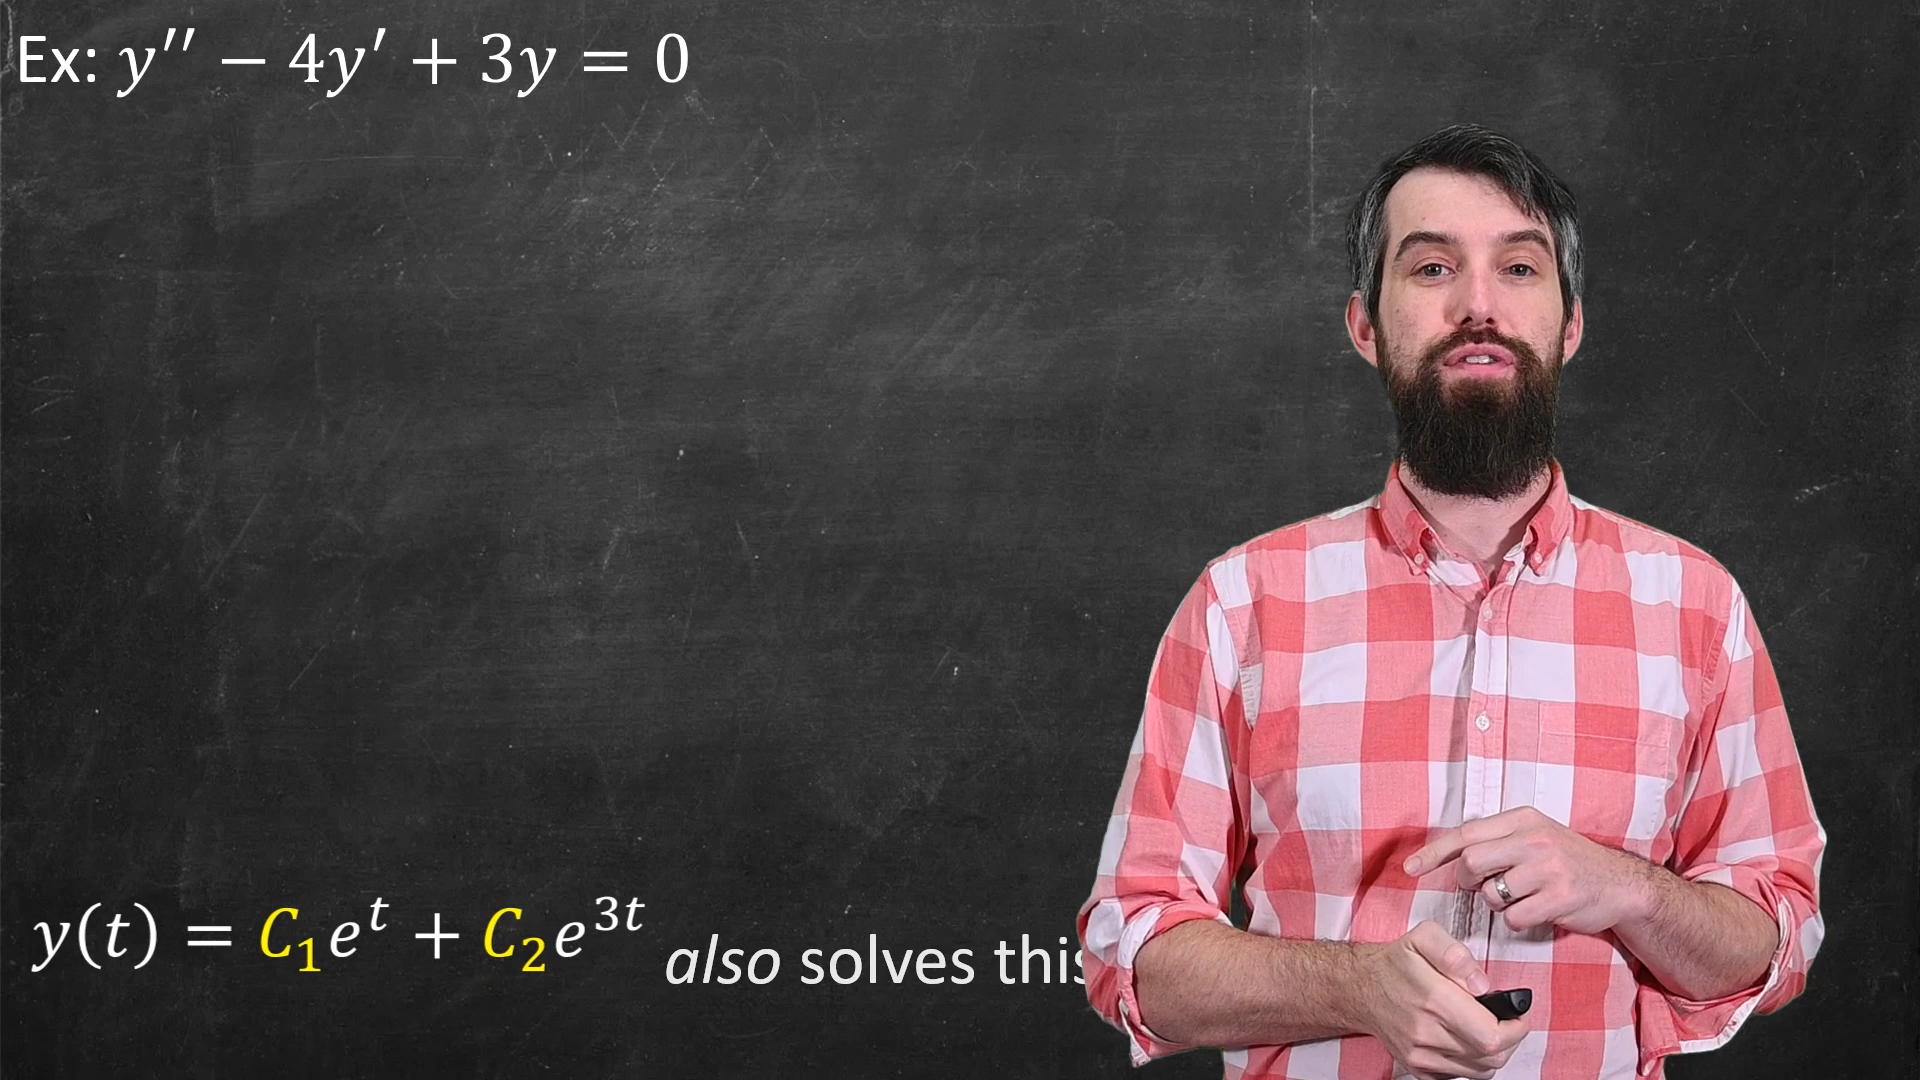 Ex: y′′ − 4y′ + 3y = 0
y(t) = C₁eᵗ + C₂e³ᵗ also solves this